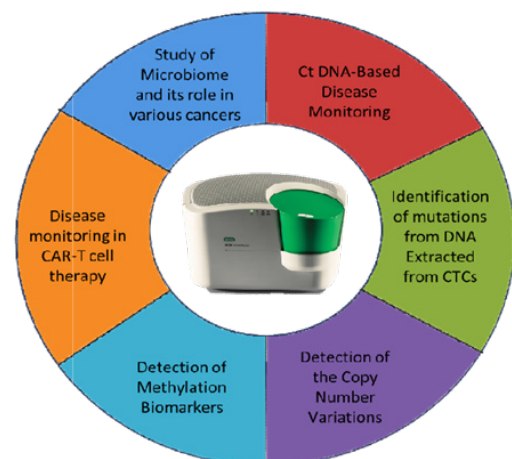 Study of
Microbiome
and its role in
various cancers
Ct DNA-Based
Disease
Monitoring
Identification
of mutations
from DNA
Extracted
from CTCs
Detection of
the Copy
Number
Variations
Detection of
Methylation
Biomarkers
Disease
monitoring in
CAR-T cell
therapy